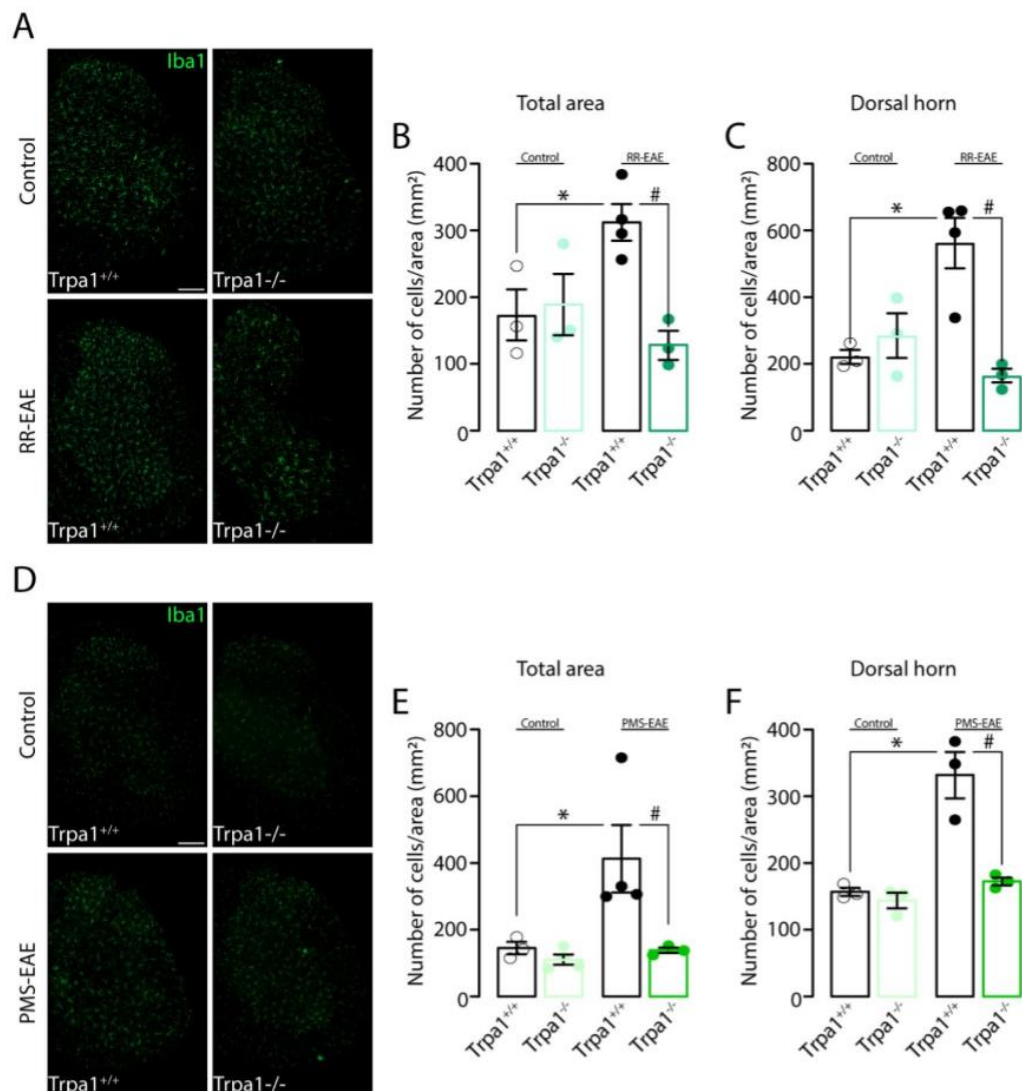 A
Iba1
Control
Trpa1+/+
Trpa1-/-
RR-EAE
Trpa1+/+
Trpa1-/-
B
Total area
Control
RR-EAE
Number of cells/area (mm²)
400
300
200
100
0
*
#
Trpa1+/+
Trpa1-/-
Trpa1+/+
Trpa1-/-
C
Dorsal horn
Control
RR-EAE
Number of cells/area (mm²)
800
600
400
200
0
*
#
Trpa1+/+
Trpa1-/-
Trpa1+/+
Trpa1-/-
D
Iba1
Control
Trpa1+/+
Trpa1-/-
PMS-EAE
Trpa1+/+
Trpa1-/-
E
Total area
Control
PMS-EAE
Number of cells/area (mm²)
800
600
400
200
0
*
#
Trpa1+/+
Trpa1-/-
Trpa1+/+
Trpa1-/-
F
Dorsal horn
Control
PMS-EAE
Number of cells/area (mm²)
400
300
200
100
0
*
#
Trpa1+/+
Trpa1-/-
Trpa1+/+
Trpa1-/-